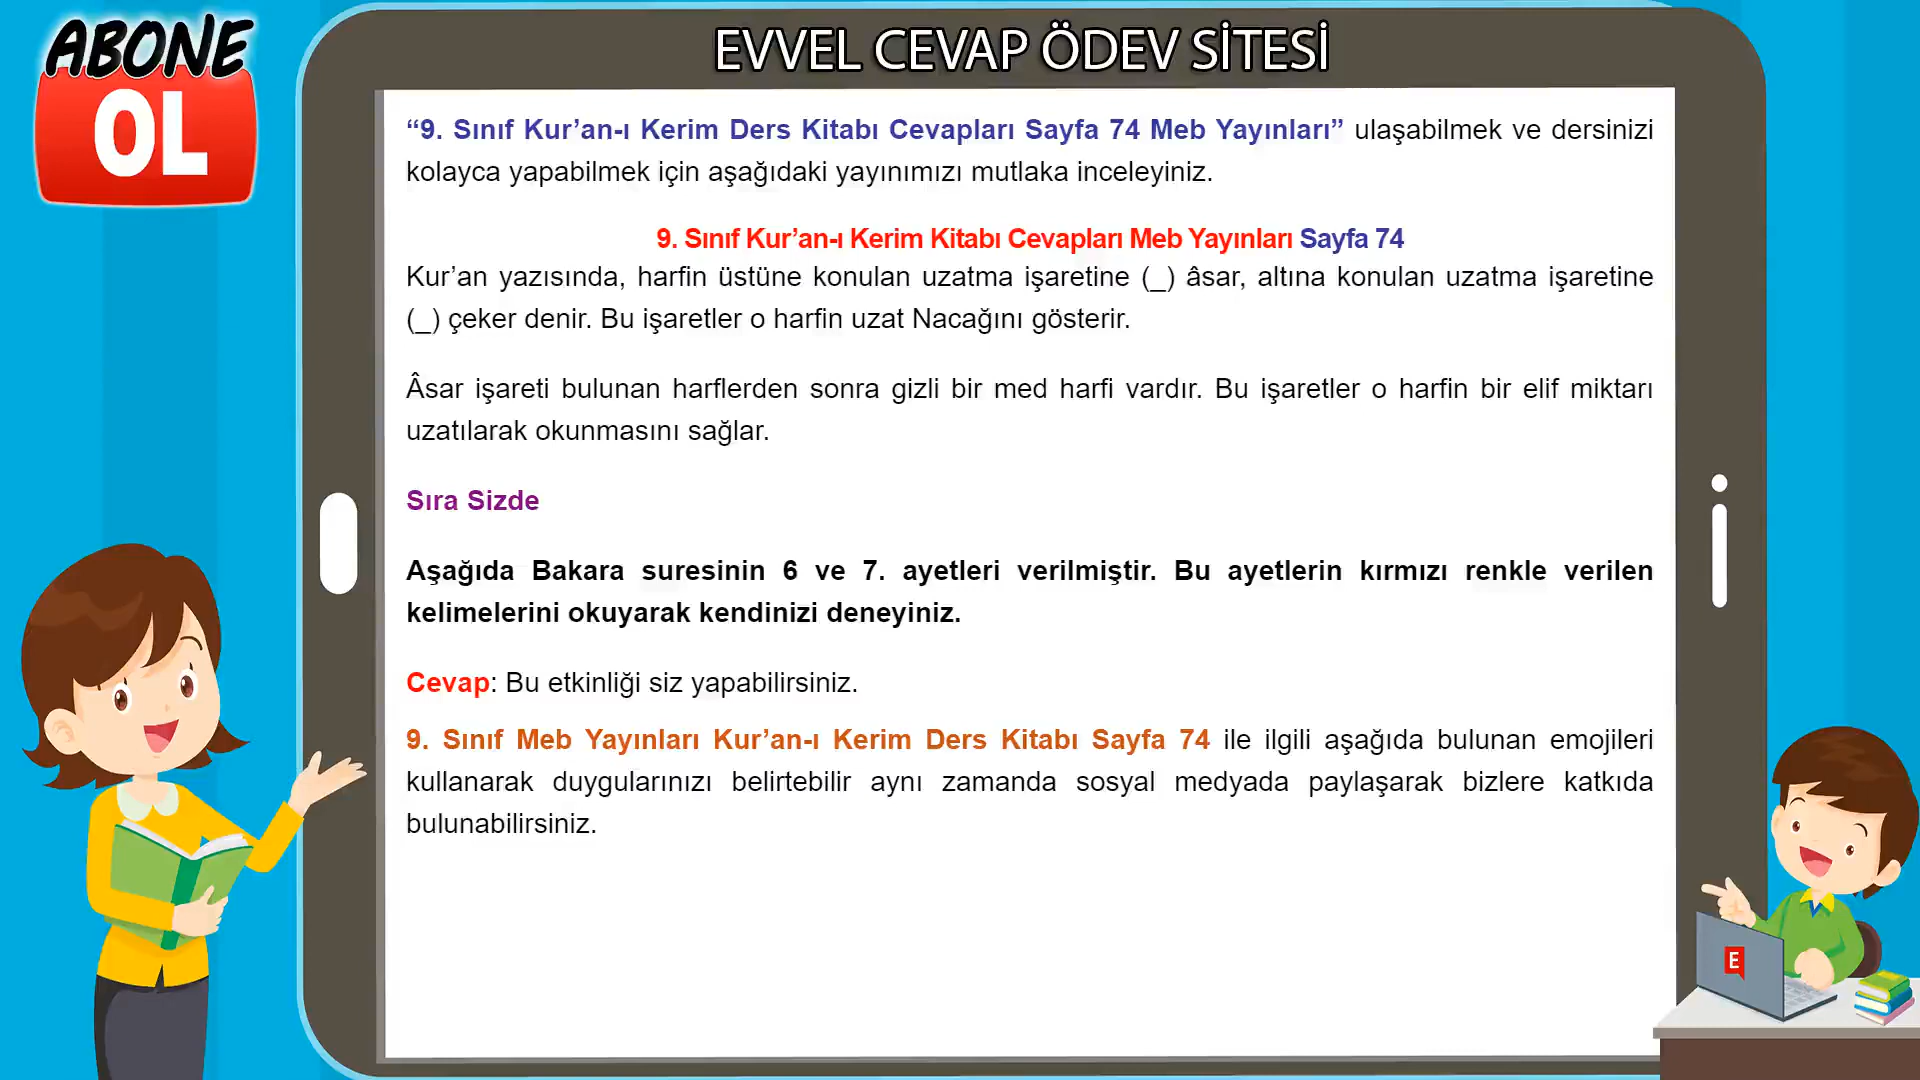 ABONE
OL
EVVEL CEVAP ÖDEV SİTESİ
“9. Sınıf Kur’an-ı Kerim Ders Kitabı Cevapları Sayfa 74 Meb Yayınları” ulaşabilmek ve dersinizi
kolayca yapabilmek için aşağıdaki yayınımızı mutlaka inceleyiniz.
9. Sınıf Kur’an-ı Kerim Kitabı Cevapları Meb Yayınları Sayfa 74
Kur’an yazısında, harfin üstüne konulan uzatma işaretine (_) âsar, altına konulan uzatma işaretine
(_) çeker denir. Bu işaretler o harfin uzat Nacağını gösterir.
Âsar işareti bulunan harflerden sonra gizli bir med harfi vardır. Bu işaretler o harfin bir elif miktarı
uzatılarak okunmasını sağlar.
Sıra Sizde
Aşağıda Bakara suresinin 6 ve 7. ayetleri verilmiştir. Bu ayetlerin kırmızı renkle verilen
kelimelerini okuyarak kendinizi deneyiniz.
Cevap: Bu etkinliği siz yapabilirsiniz.
9. Sınıf Meb Yayınları Kur’an-ı Kerim Ders Kitabı Sayfa 74 ile ilgili aşağıda bulunan emojileri
kullanarak duygularınızı belirtebilir aynı zamanda sosyal medyada paylaşarak bizlere katkıda
bulunabilirsiniz.
E